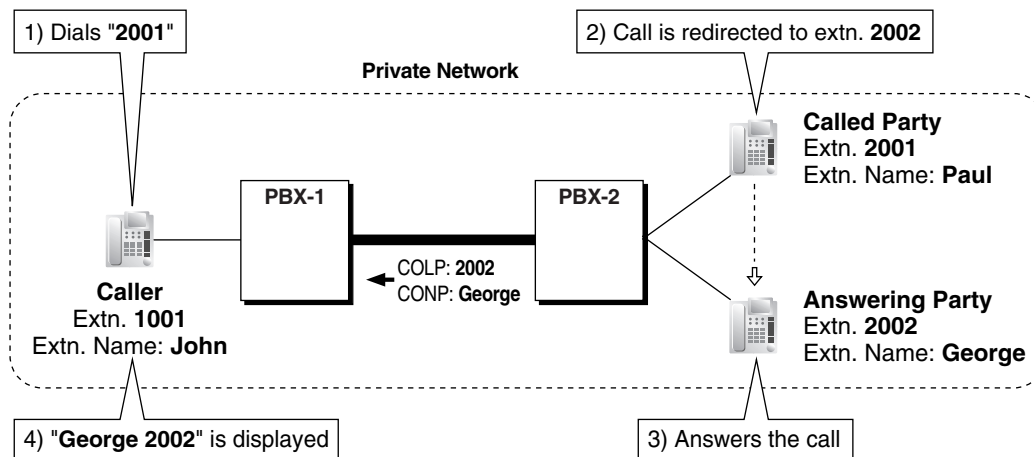 1) Dials "2001"
2) Call is redirected to extn. 2002
Private Network
Called Party
Extn. 2001
Extn. Name: Paul
PBX-1
PBX-2
COLP: 2002
CONP: George
Caller
Extn. 1001
Extn. Name: John
Answering Party
Extn. 2002
Extn. Name: George
4) "George 2002" is displayed
3) Answers the call